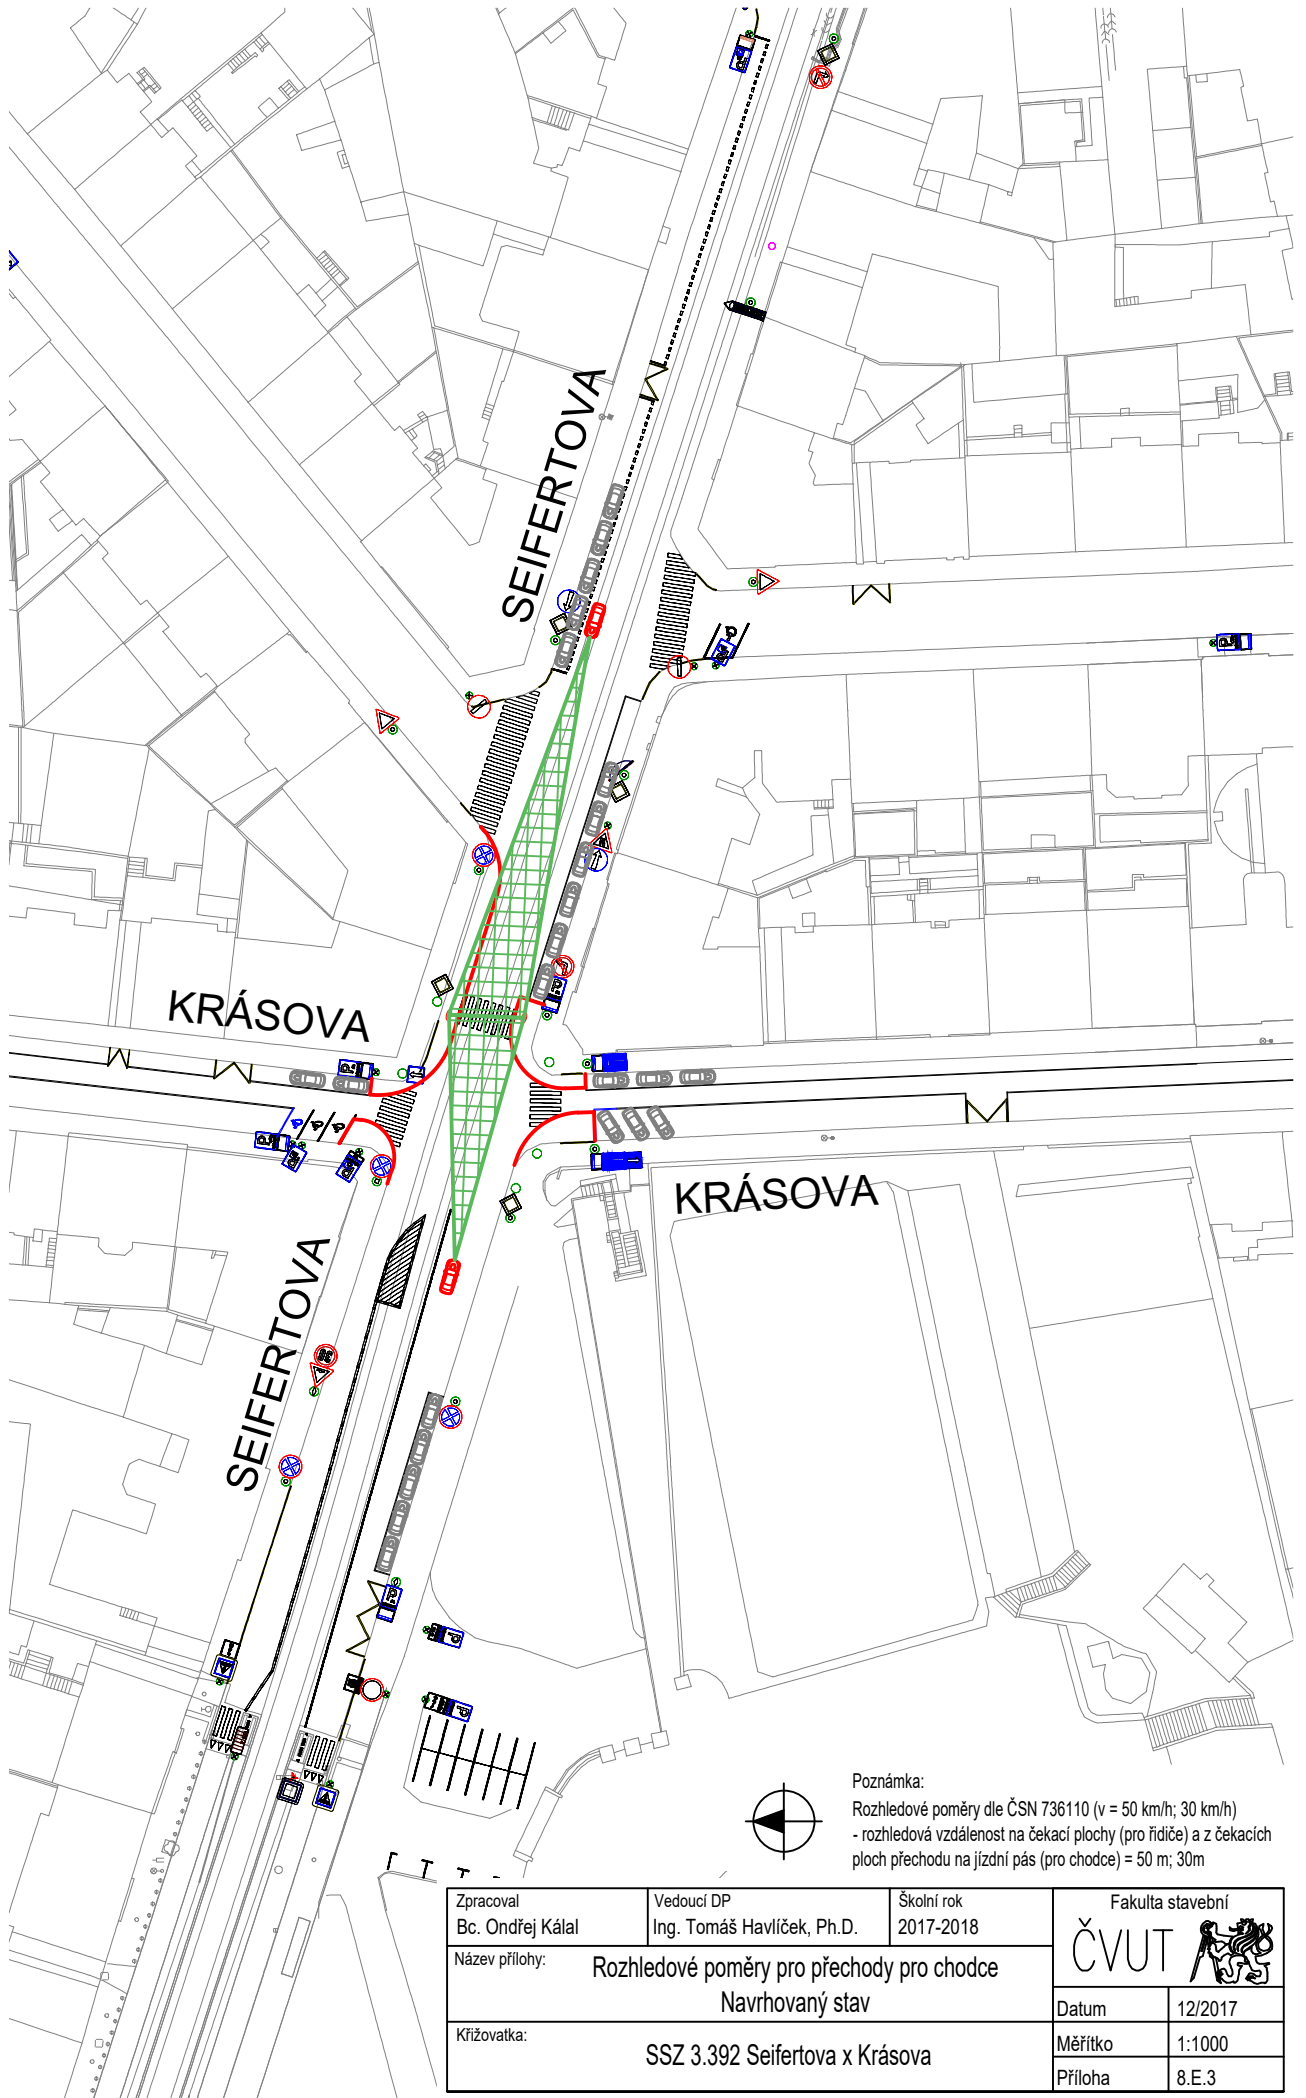 SEIFERTOVA
KRÁSOVA
KRÁSOVA
SEIFERTOVA
Poznámka:
Rozhledové poměry dle ČSN 736110 (v = 50 km/h; 30 km/h)
- rozhledová vzdálenost na čekací plochy (pro řidiče) a z čekacích
ploch přechodu na jízdní pás (pro chodce) = 50 m; 30m
Zpracoval
Bc. Ondřej Kálal
Vedoucí DP
Ing. Tomáš Havlíček, Ph.D.
Školní rok
2017-2018
Fakulta stavební
ČVUT
Název přílohy:
Rozhledové poměry pro přechody pro chodce
Navrhovaný stav
Datum
12/2017
Křižovatka:
SSZ 3.392 Seifertova x Krásova
Měřítko
1:1000
Příloha
8.E.3